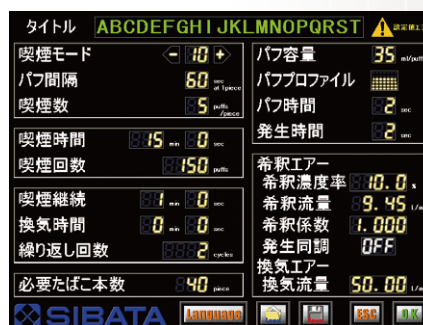 タイトル ABCDEFGHIJKLMNOPQRST
喫煙モード - 10 +
パフ間隔 60 sec at 1piece
喫煙数 5 puffs /piece
喫煙時間 15 min 0 sec
喫煙回数 150 puffs
喫煙継続 1 min 0 sec
換気時間 0 min 0 sec
繰り返し回数 2 cycles
必要たばこ本数 40 piece
パフ容量 35 ml/puff
パフプロファイル
パフ時間 2 sec
発生時間 2 sec
希釈エアー
希釈濃度率 10.0 %
希釈流量 9.45 L/m
希釈係数 1.000
発生同調 OFF
換気エアー
換気流量 50.00 L/m
SIBATA Language ESC O.K